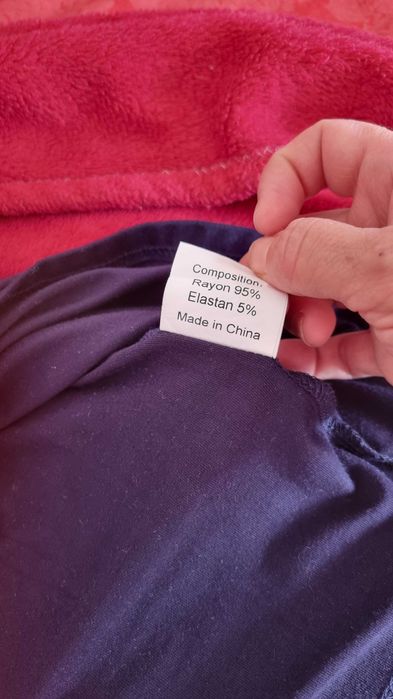 Composition:
Rayon 95%
Elastan 5%
Made in China